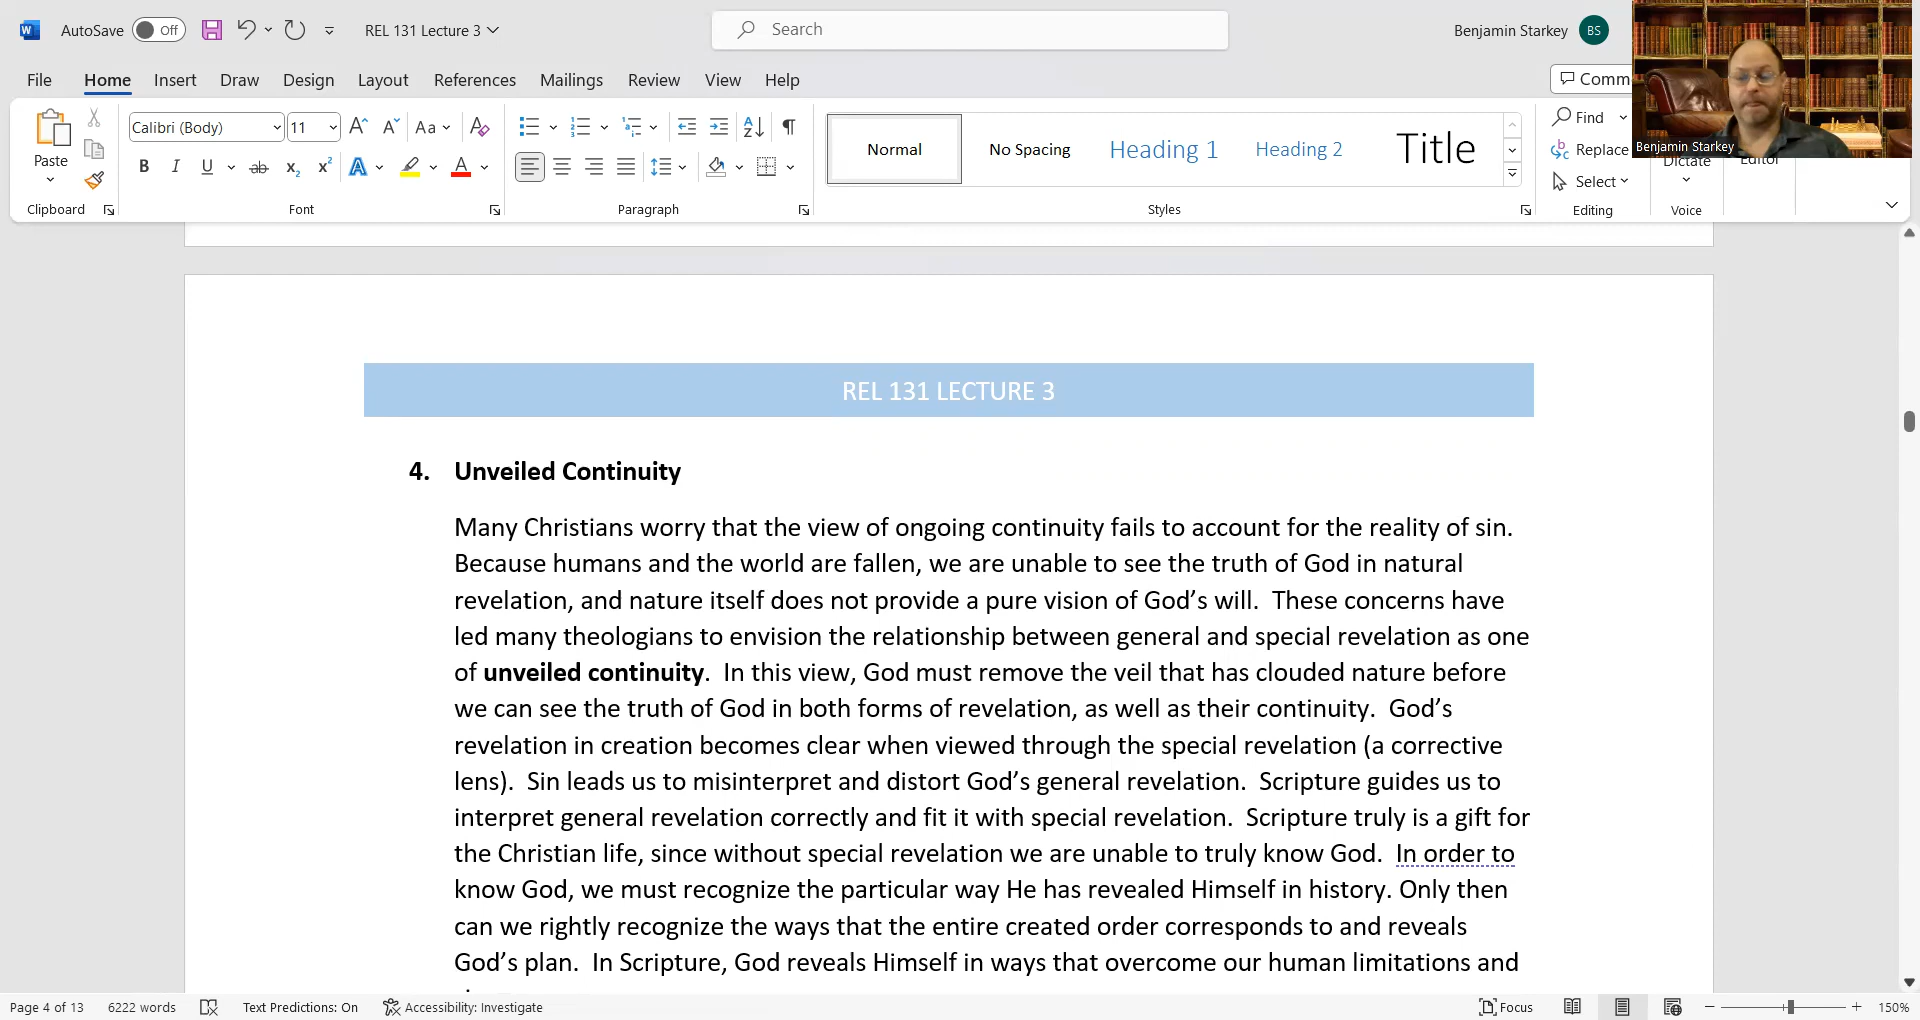 AutoSave Off REL 131 Lecture 3 Search Benjamin Starkey BS
File Home Insert Draw Design Layout References Mailings Review View Help Comm
Paste
Clipboard
Calibri (Body) 11
Aa
B I U ab x2 x2 A A
Font
Paragraph
Normal No Spacing Heading 1 Heading 2 Title
Styles
Find
Replace
Select
Editing
Dictate
Voice
Editor
Benjamin Starkey
REL 131 LECTURE 3
4. Unveiled Continuity
Many Christians worry that the view of ongoing continuity fails to account for the reality of sin.
Because humans and the world are fallen, we are unable to see the truth of God in natural
revelation, and nature itself does not provide a pure vision of God’s will. These concerns have
led many theologians to envision the relationship between general and special revelation as one
of unveiled continuity. In this view, God must remove the veil that has clouded nature before
we can see the truth of God in both forms of revelation, as well as their continuity. God’s
revelation in creation becomes clear when viewed through the special revelation (a corrective
lens). Sin leads us to misinterpret and distort God’s general revelation. Scripture guides us to
interpret general revelation correctly and fit it with special revelation. Scripture truly is a gift for
the Christian life, since without special revelation we are unable to truly know God. In order to
know God, we must recognize the particular way He has revealed Himself in history. Only then
can we rightly recognize the ways that the entire created order corresponds to and reveals
God’s plan. In Scripture, God reveals Himself in ways that overcome our human limitations and
Page 4 of 13 6222 words Text Predictions: On Accessibility: Investigate Focus 150%